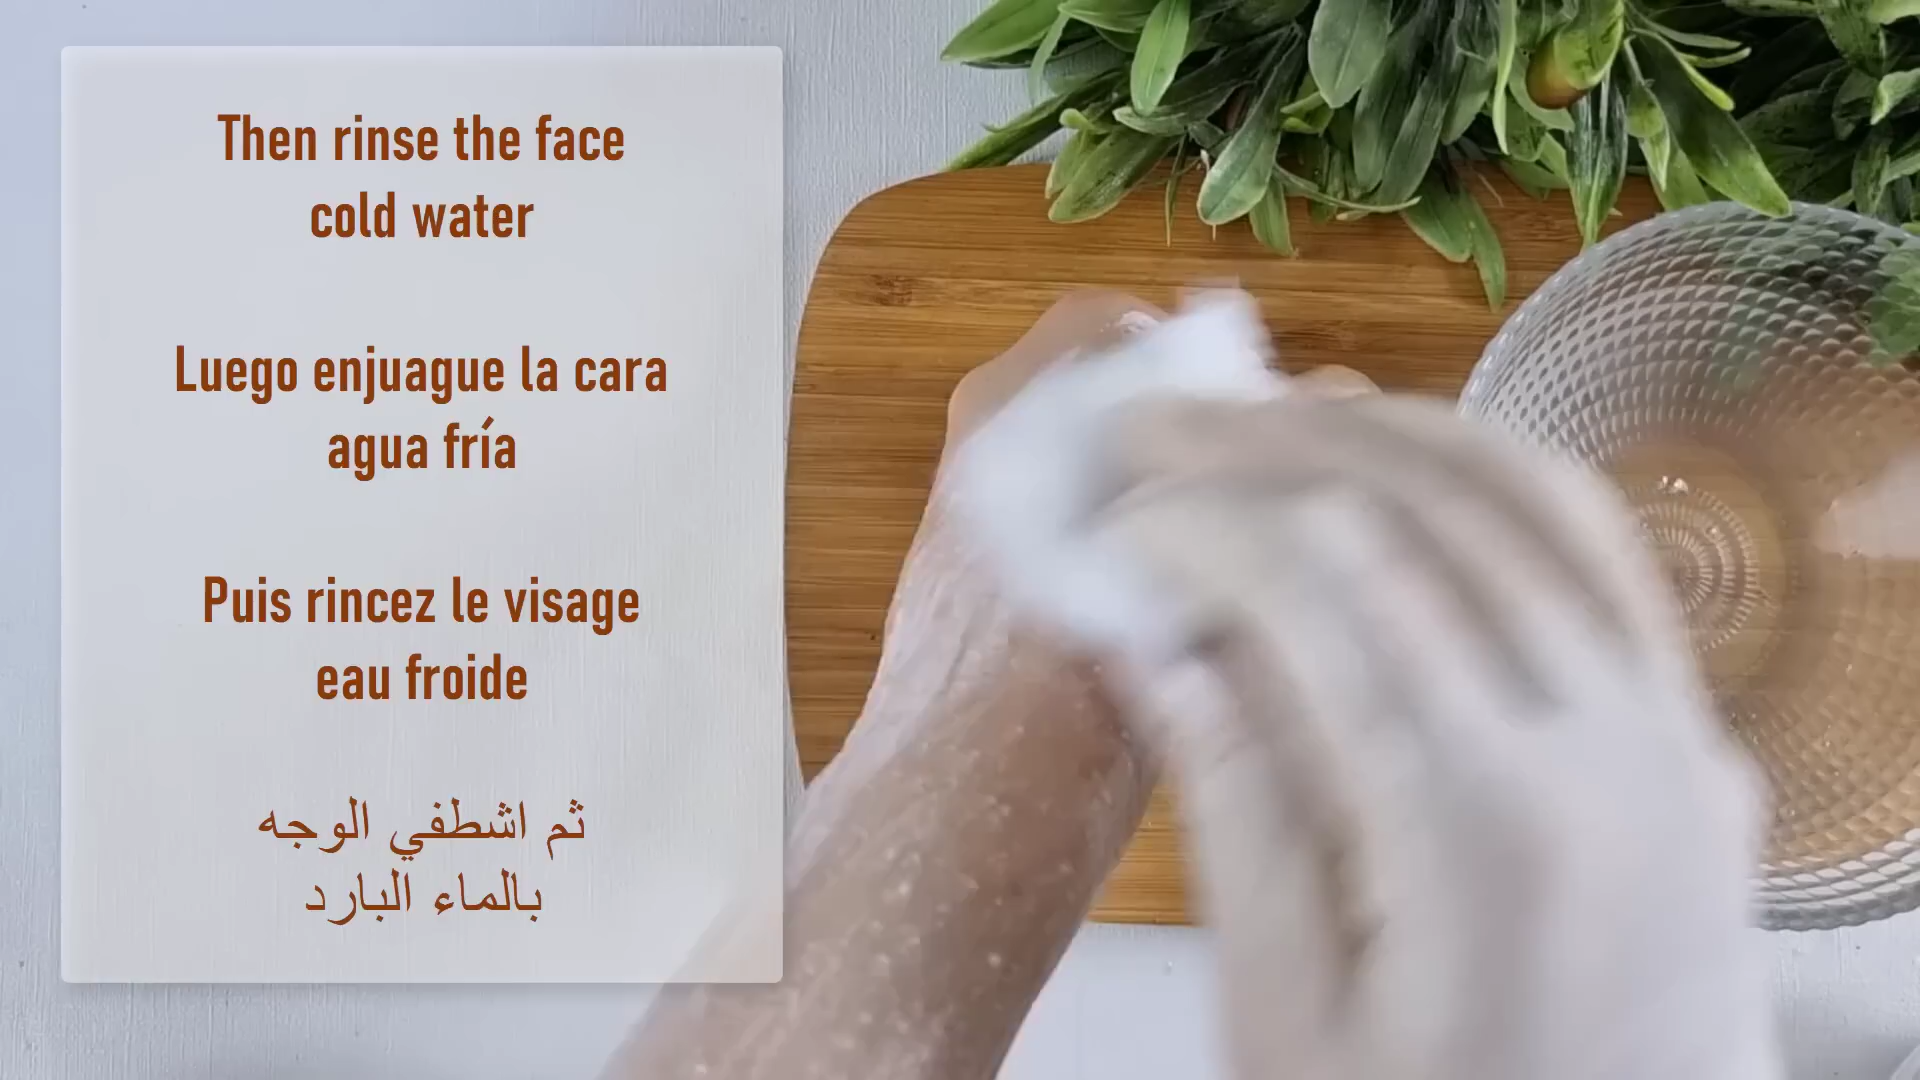 Then rinse the face
cold water
Luego enjuague la cara
agua fría
Puis rincez le visage
eau froide
ثم اشطفي الوجه
بالماء البارد